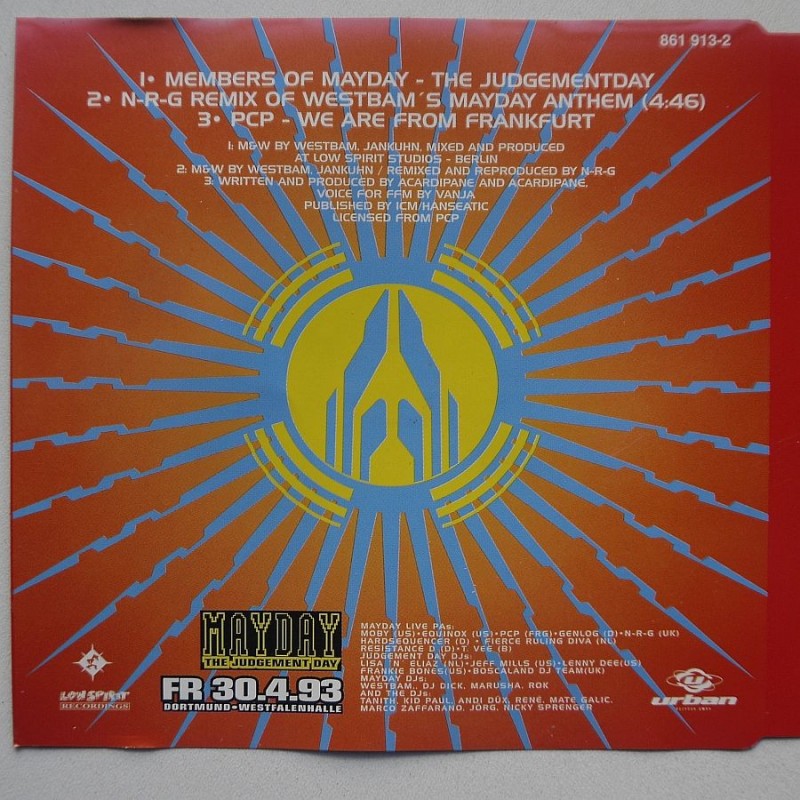 861 913-2
1• MEMBERS OF MAYDAY - THE JUDGEMENTDAY
2• N-R-G REMIX OF WESTBAM´S MAYDAY ANTHEM (4:46)
3• PCP - WE ARE FROM FRANKFURT
1: M&W BY WESTBAM, JANKUHN, MIXED AND PRODUCED
AT LOW SPIRIT STUDIOS - BERLIN
2: M&W BY WESTBAM, JANKUHN / REMIXED AND REPRODUCED BY N-R-G
3: WRITTEN AND PRODUCED BY ACARDIPANE AND ACARDIPANE.
VOICE FOR FFM BY VANJA
PUBLISHED BY ICM/HANSEATIC
LICENSED FROM PCP
MAYDAY
THE JUDGEMENT DAY
FR 30.4.93
DORTMUND-WESTFALENHALLE
MAYDAY LIVE PAs:
MOBY (US)•EQUINOX (US)•PCP (FRG)•GENLOG (D)•N-R-G (UK)
HARDSEQUENCER (D) • FIERCE RULING DIVA (NL)
RESISTANCE D (D)• T. VEE (B)
JUDGEMENT DAY DJs:
LISA ´N´ ELIAZ (NL)•JEFF MILLS (US)•LENNY DEE(US)
FRANKIE BONES(US)•BOSCALAND DJ TEAM(UK)
MAYDAY DJs:
WESTBAM, DJ DICK, MARUSHA, ROK
AND THE DJs:
TANITH, KID PAUL, ANDI DÜX, RENÉ, MATE GALIC,
MARCO ZAFFARANO, JÖRG, NICKY SPRENGER
LOW SPIRIT
RECORDINGS
urban